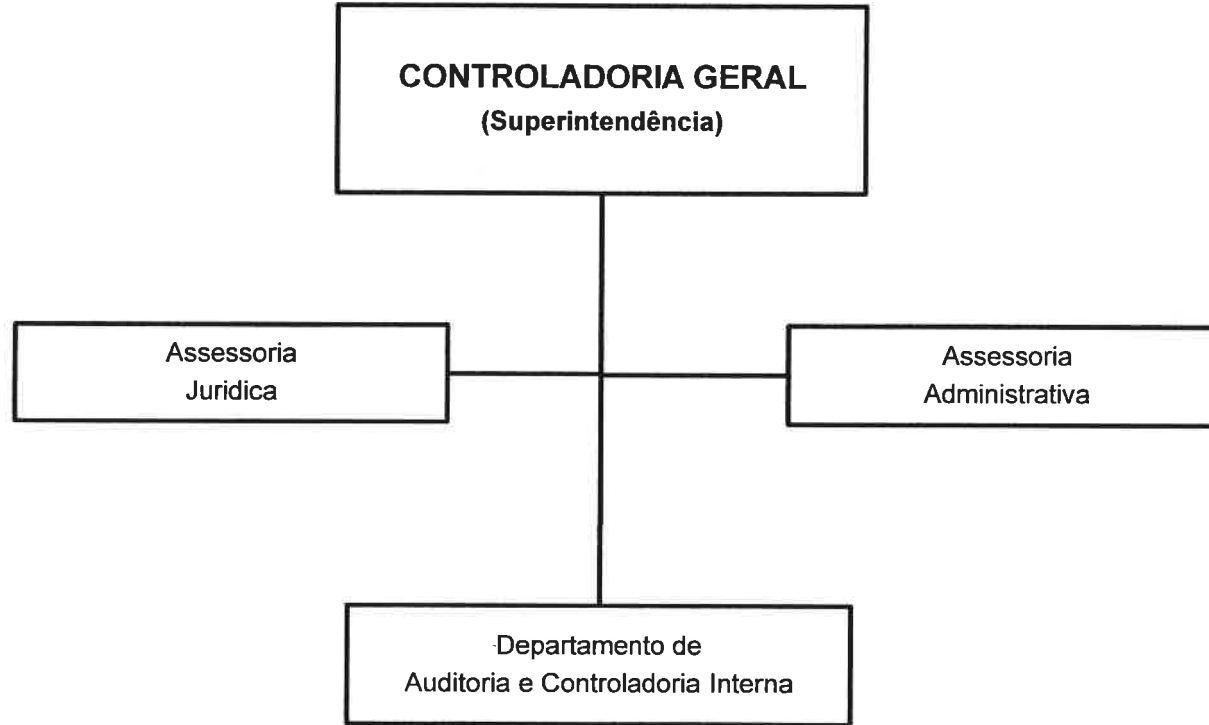 CONTROLADORIA GERAL
(Superintendência)
Assessoria
Juridica
Assessoria
Administrativa
Departamento de
Auditoria e Controladoria Interna